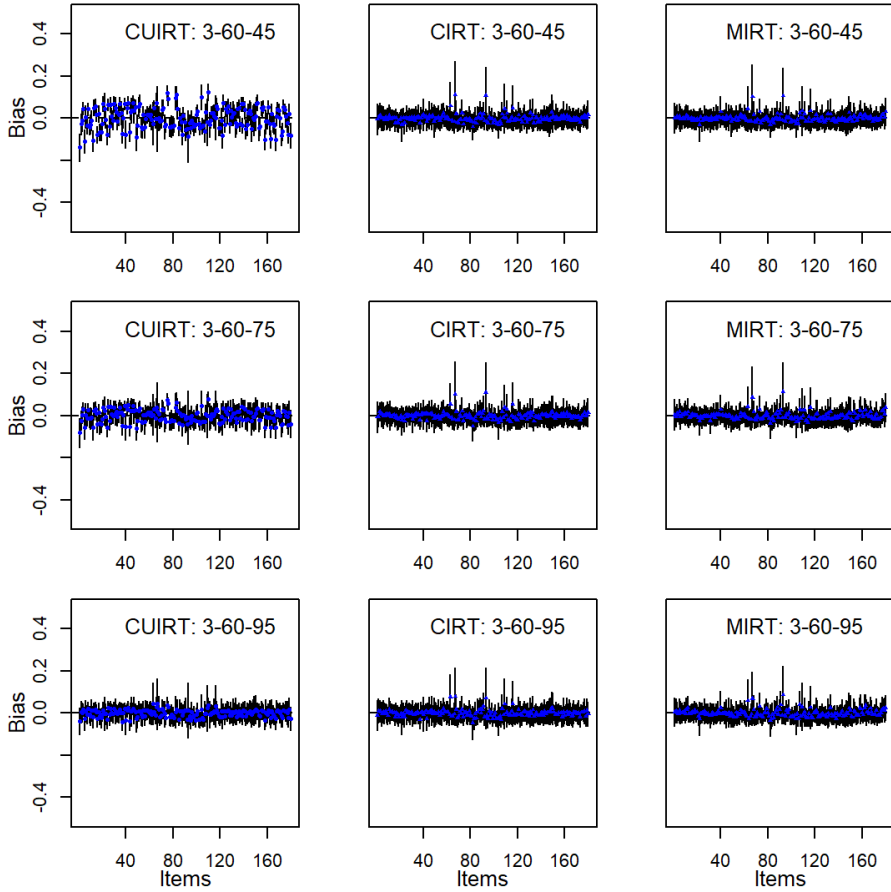 CUIRT: 3-60-45
CIRT: 3-60-45
MIRT: 3-60-45
Bias
0.4
0.2
0.0
-0.4
40 80 120 160
40 80 120 160
40 80 120 160
CUIRT: 3-60-75
CIRT: 3-60-75
MIRT: 3-60-75
Bias
0.4
0.2
0.0
-0.4
40 80 120 160
40 80 120 160
40 80 120 160
CUIRT: 3-60-95
CIRT: 3-60-95
MIRT: 3-60-95
Bias
0.4
0.2
0.0
-0.4
40 80 120 160
40 80 120 160
40 80 120 160
Items
Items
Items